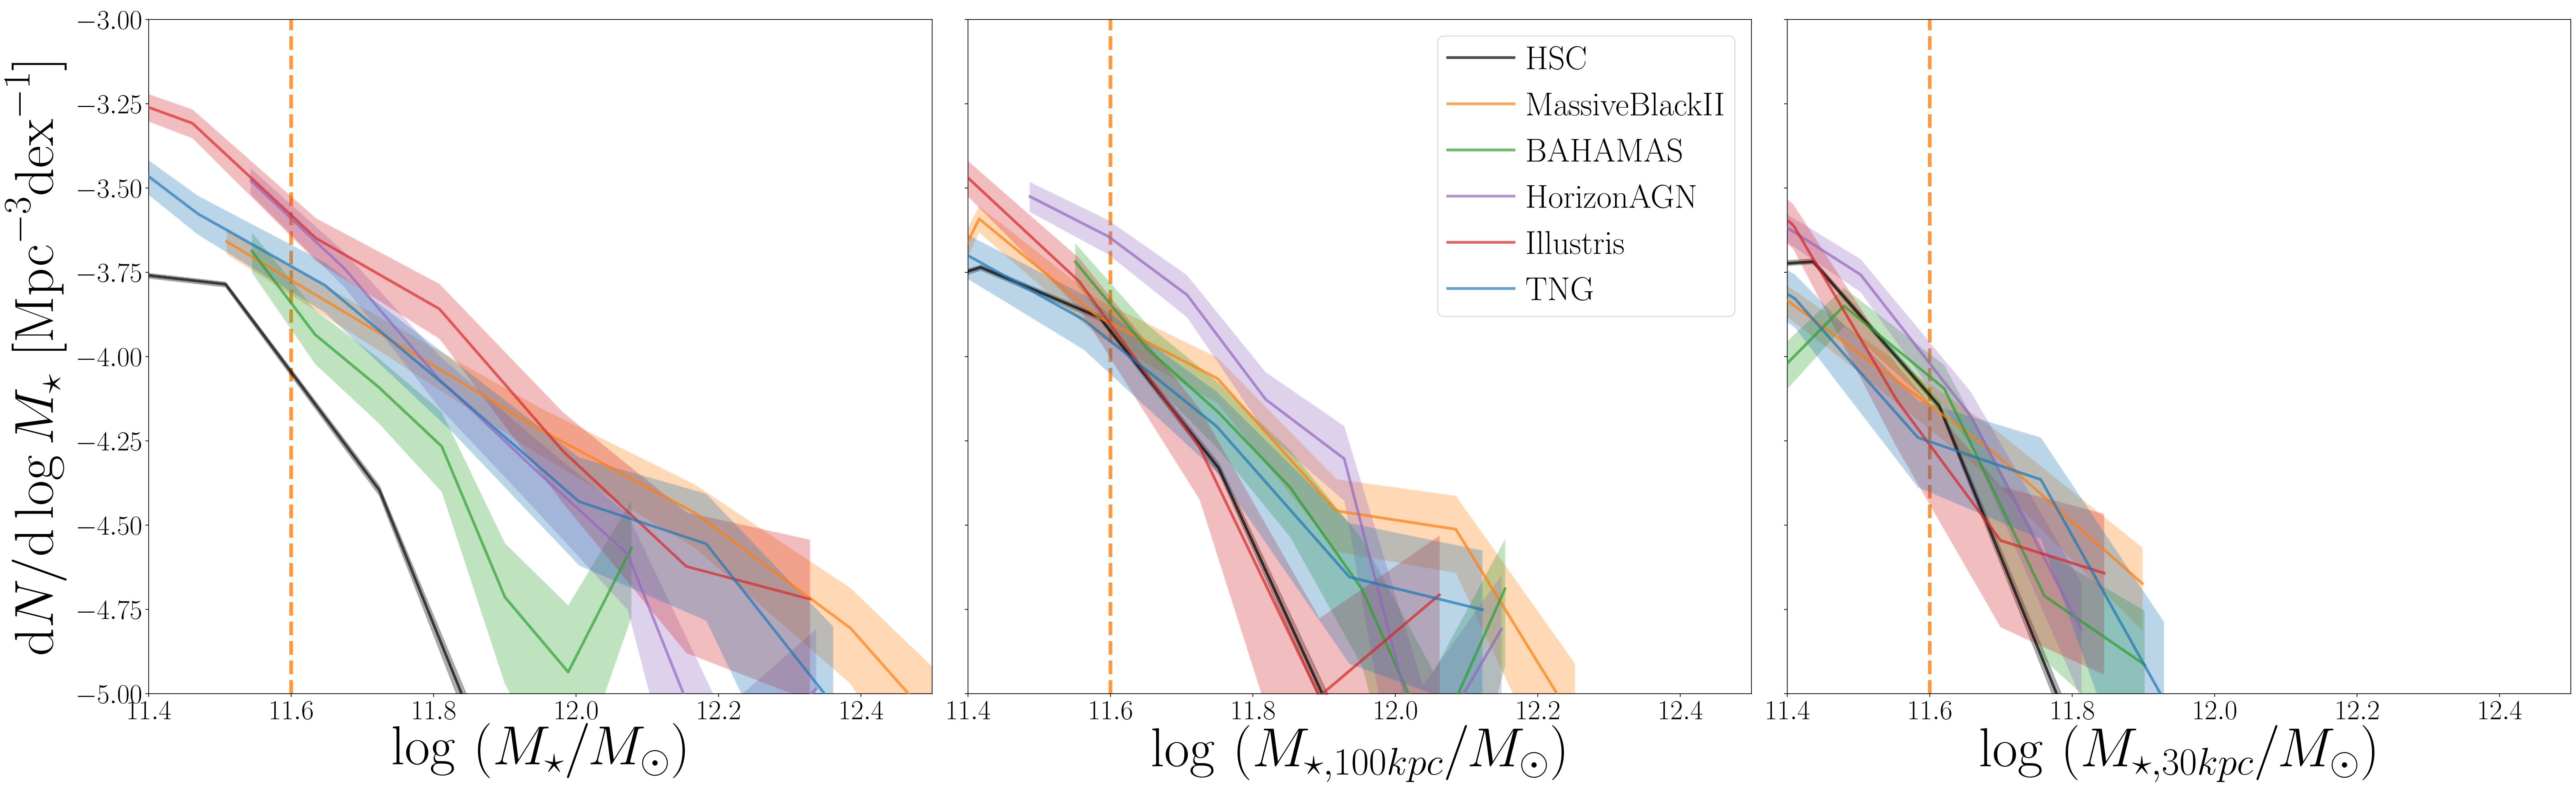 dN/d log M⋆ [Mpc⁻³dex⁻¹]
−3.00
−3.25
−3.50
−3.75
−4.00
−4.25
−4.50
−4.75
−5.00
11.4 11.6 11.8 12.0 12.2 12.4
log (M⋆/M⊙)
HSC
MassiveBlackII
BAHAMAS
HorizonAGN
Illustris
TNG
11.4 11.6 11.8 12.0 12.2 12.4
log (M⋆,100kpc/M⊙)
11.4 11.6 11.8 12.0 12.2 12.4
log (M⋆,30kpc/M⊙)